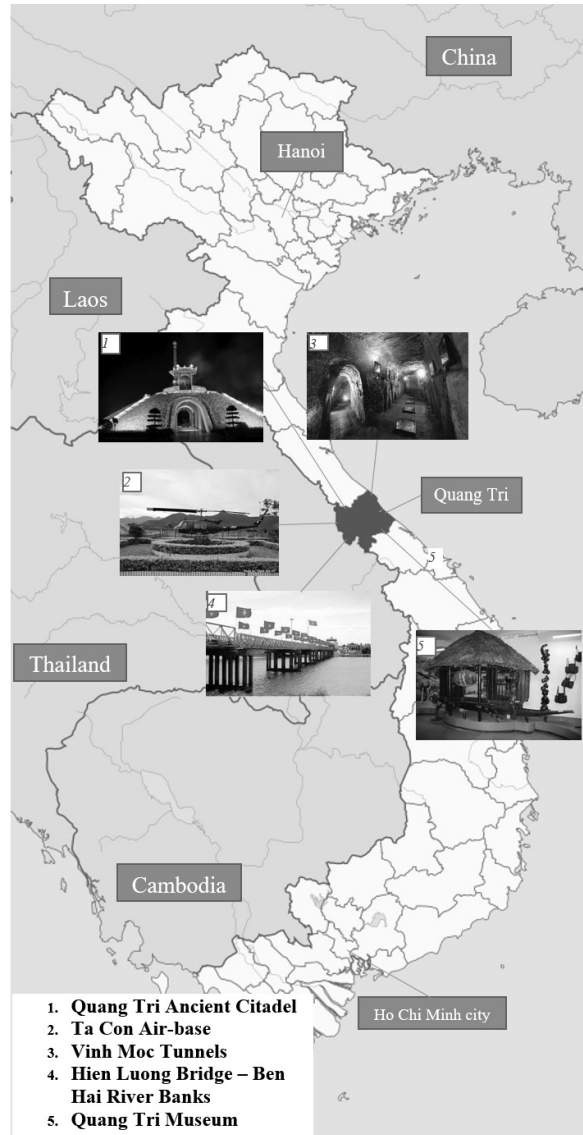 China
Hanoi
Laos
1
3
2
Quang Tri
5
4
5
Thailand
Cambodia
Ho Chi Minh city
1. Quang Tri Ancient Citadel
2. Ta Con Air-base
3. Vinh Moc Tunnels
4. Hien Luong Bridge – Ben
Hai River Banks
5. Quang Tri Museum